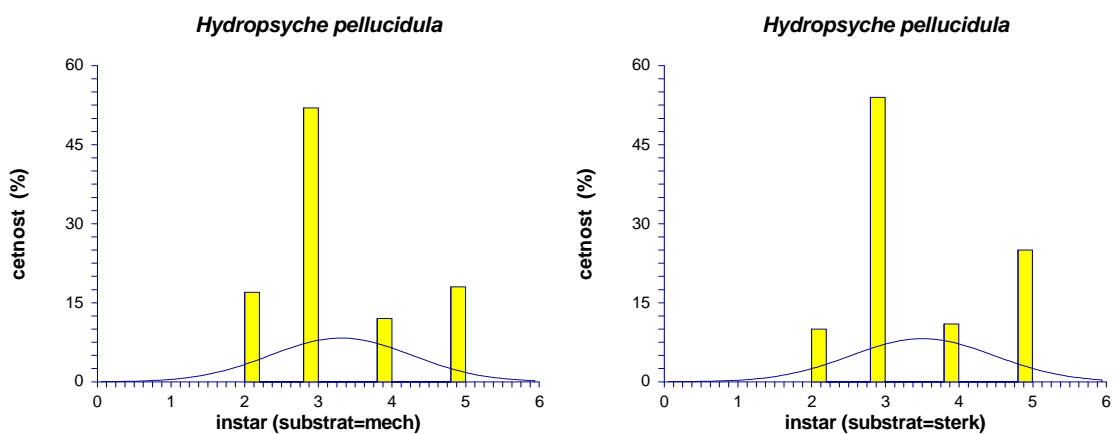 Hydropsyche pellucidula
60
45
30
15
0
cetnost (%)
0 1 2 3 4 5 6
instar (substrat=mech)
Hydropsyche pellucidula
60
45
30
15
0
cetnost (%)
0 1 2 3 4 5 6
instar (substrat=sterk)